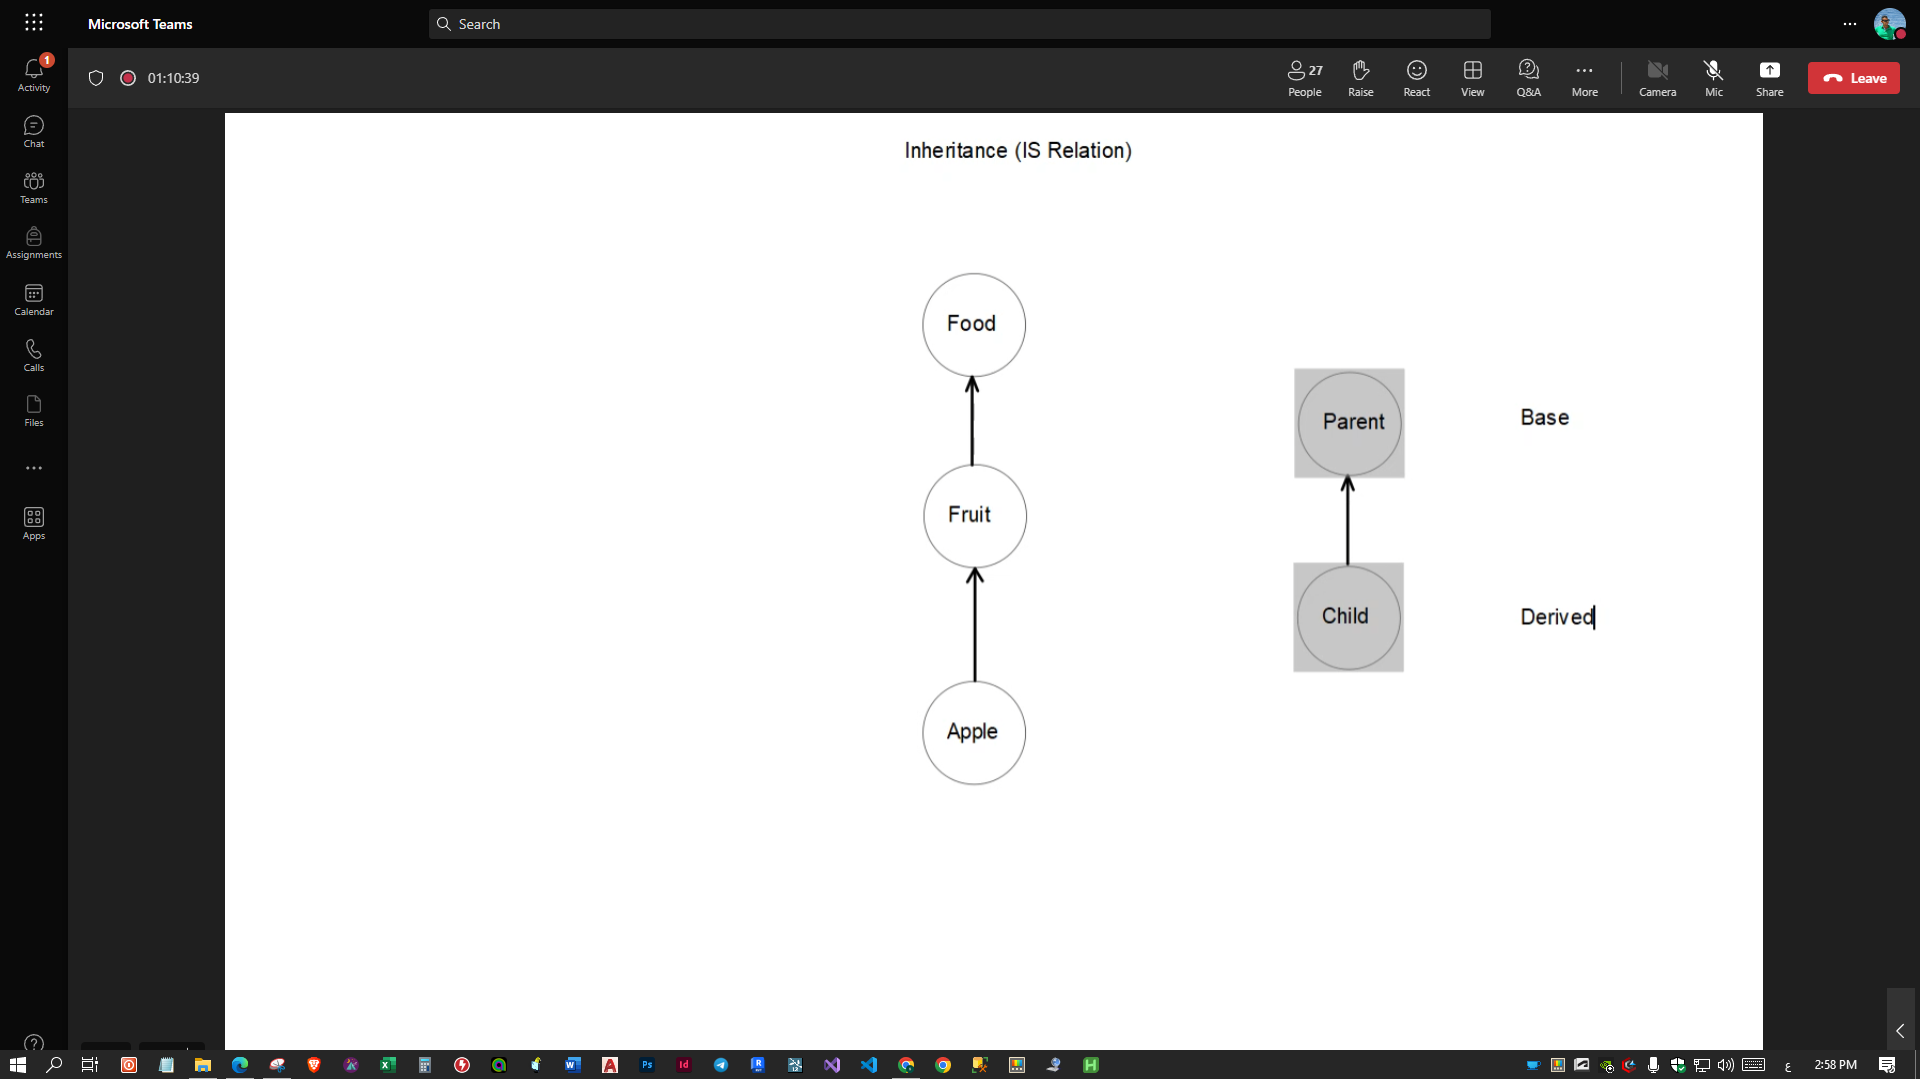 Microsoft Teams
Search
1
Activity
01:10:39
27
People
Raise
React
View
Q&A
More
Camera
Mic
Share
Leave
Chat
Teams
Assignments
Calendar
Calls
Files
Apps
Inheritance (IS Relation)
Food
Fruit
Apple
Parent
Base
Child
Derived
ع
2:58 PM